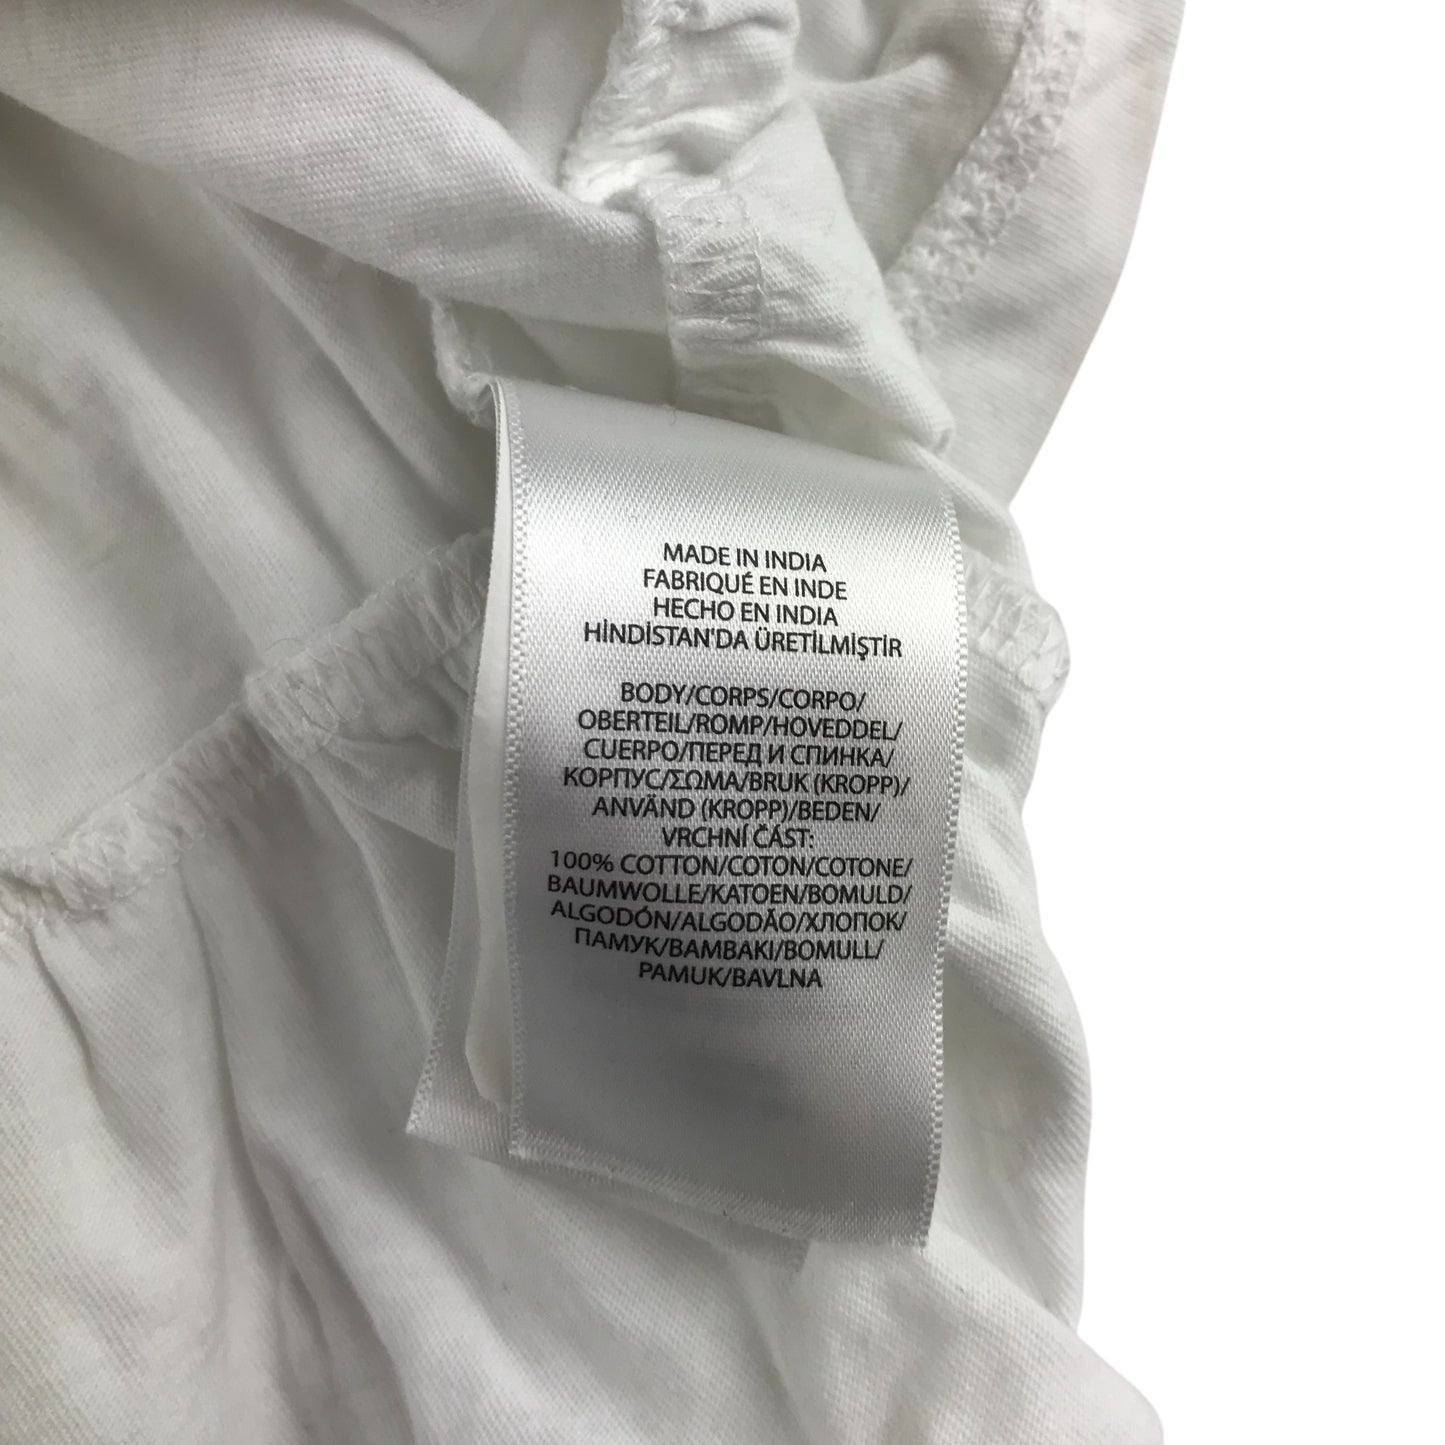 MADE IN INDIA
FABRIQUÉ EN INDE
HECHO EN INDIA
HİNDİSTAN'DA ÜRETİLMİŞTİR
BODY/CORPS/CORPO/
OBERTEIL/ROMP/HOVEDDEL/
CUERPO/ПЕРЕД И СПИНКА/
КОРПУС/ΣΩΜΑ/BRUK (KROPP)/
ANVÄND (KROPP)/BEDEN/
VRCHNÍ ČÁST:
100% COTTON/COTON/COTONE/
BAUMWOLLE/KATOEN/BOMULD/
ALGODÓN/ALGODÃO/ХЛОПОК/
ПАМУК/BAMBAKI/BOMULL/
PAMUK/BAVLNA